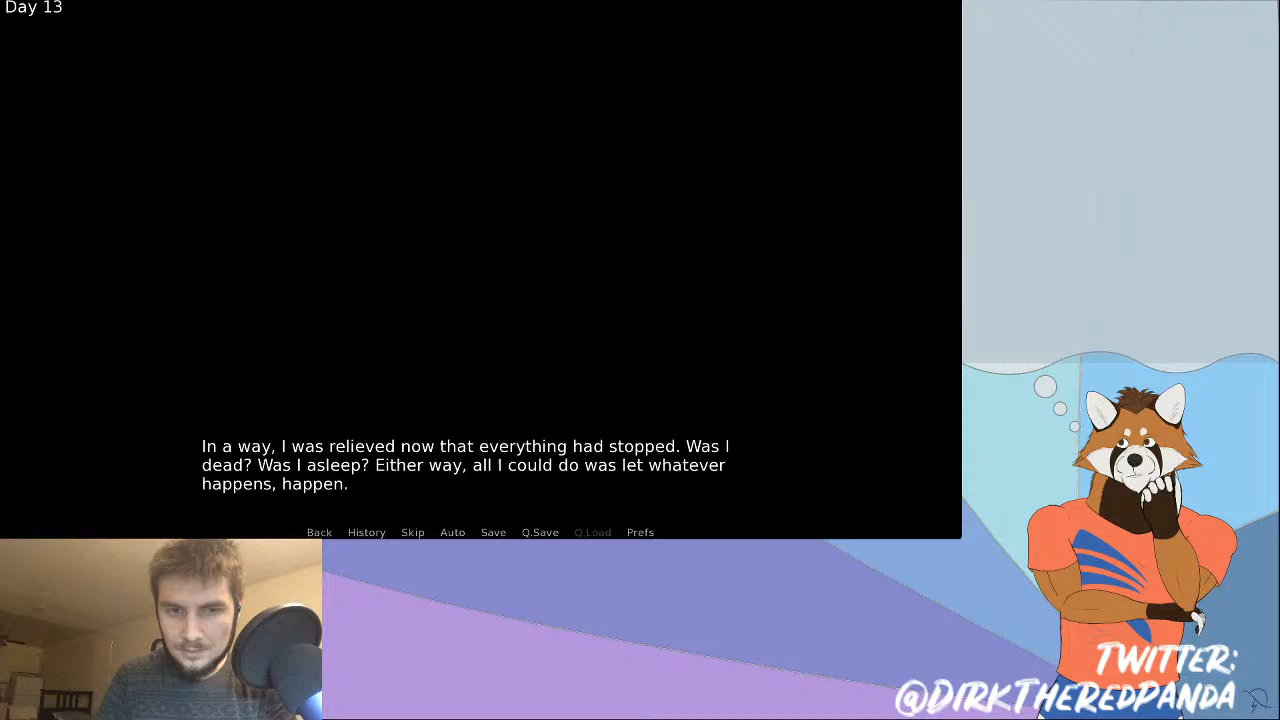 Day 13
In a way, I was relieved now that everything had stopped. Was I
dead? Was I asleep? Either way, all I could do was let whatever
happens, happen.
Back History Skip Auto Save Q.Save Q.Load Prefs
TWITTER:
@DIRKTHEREDPANDA